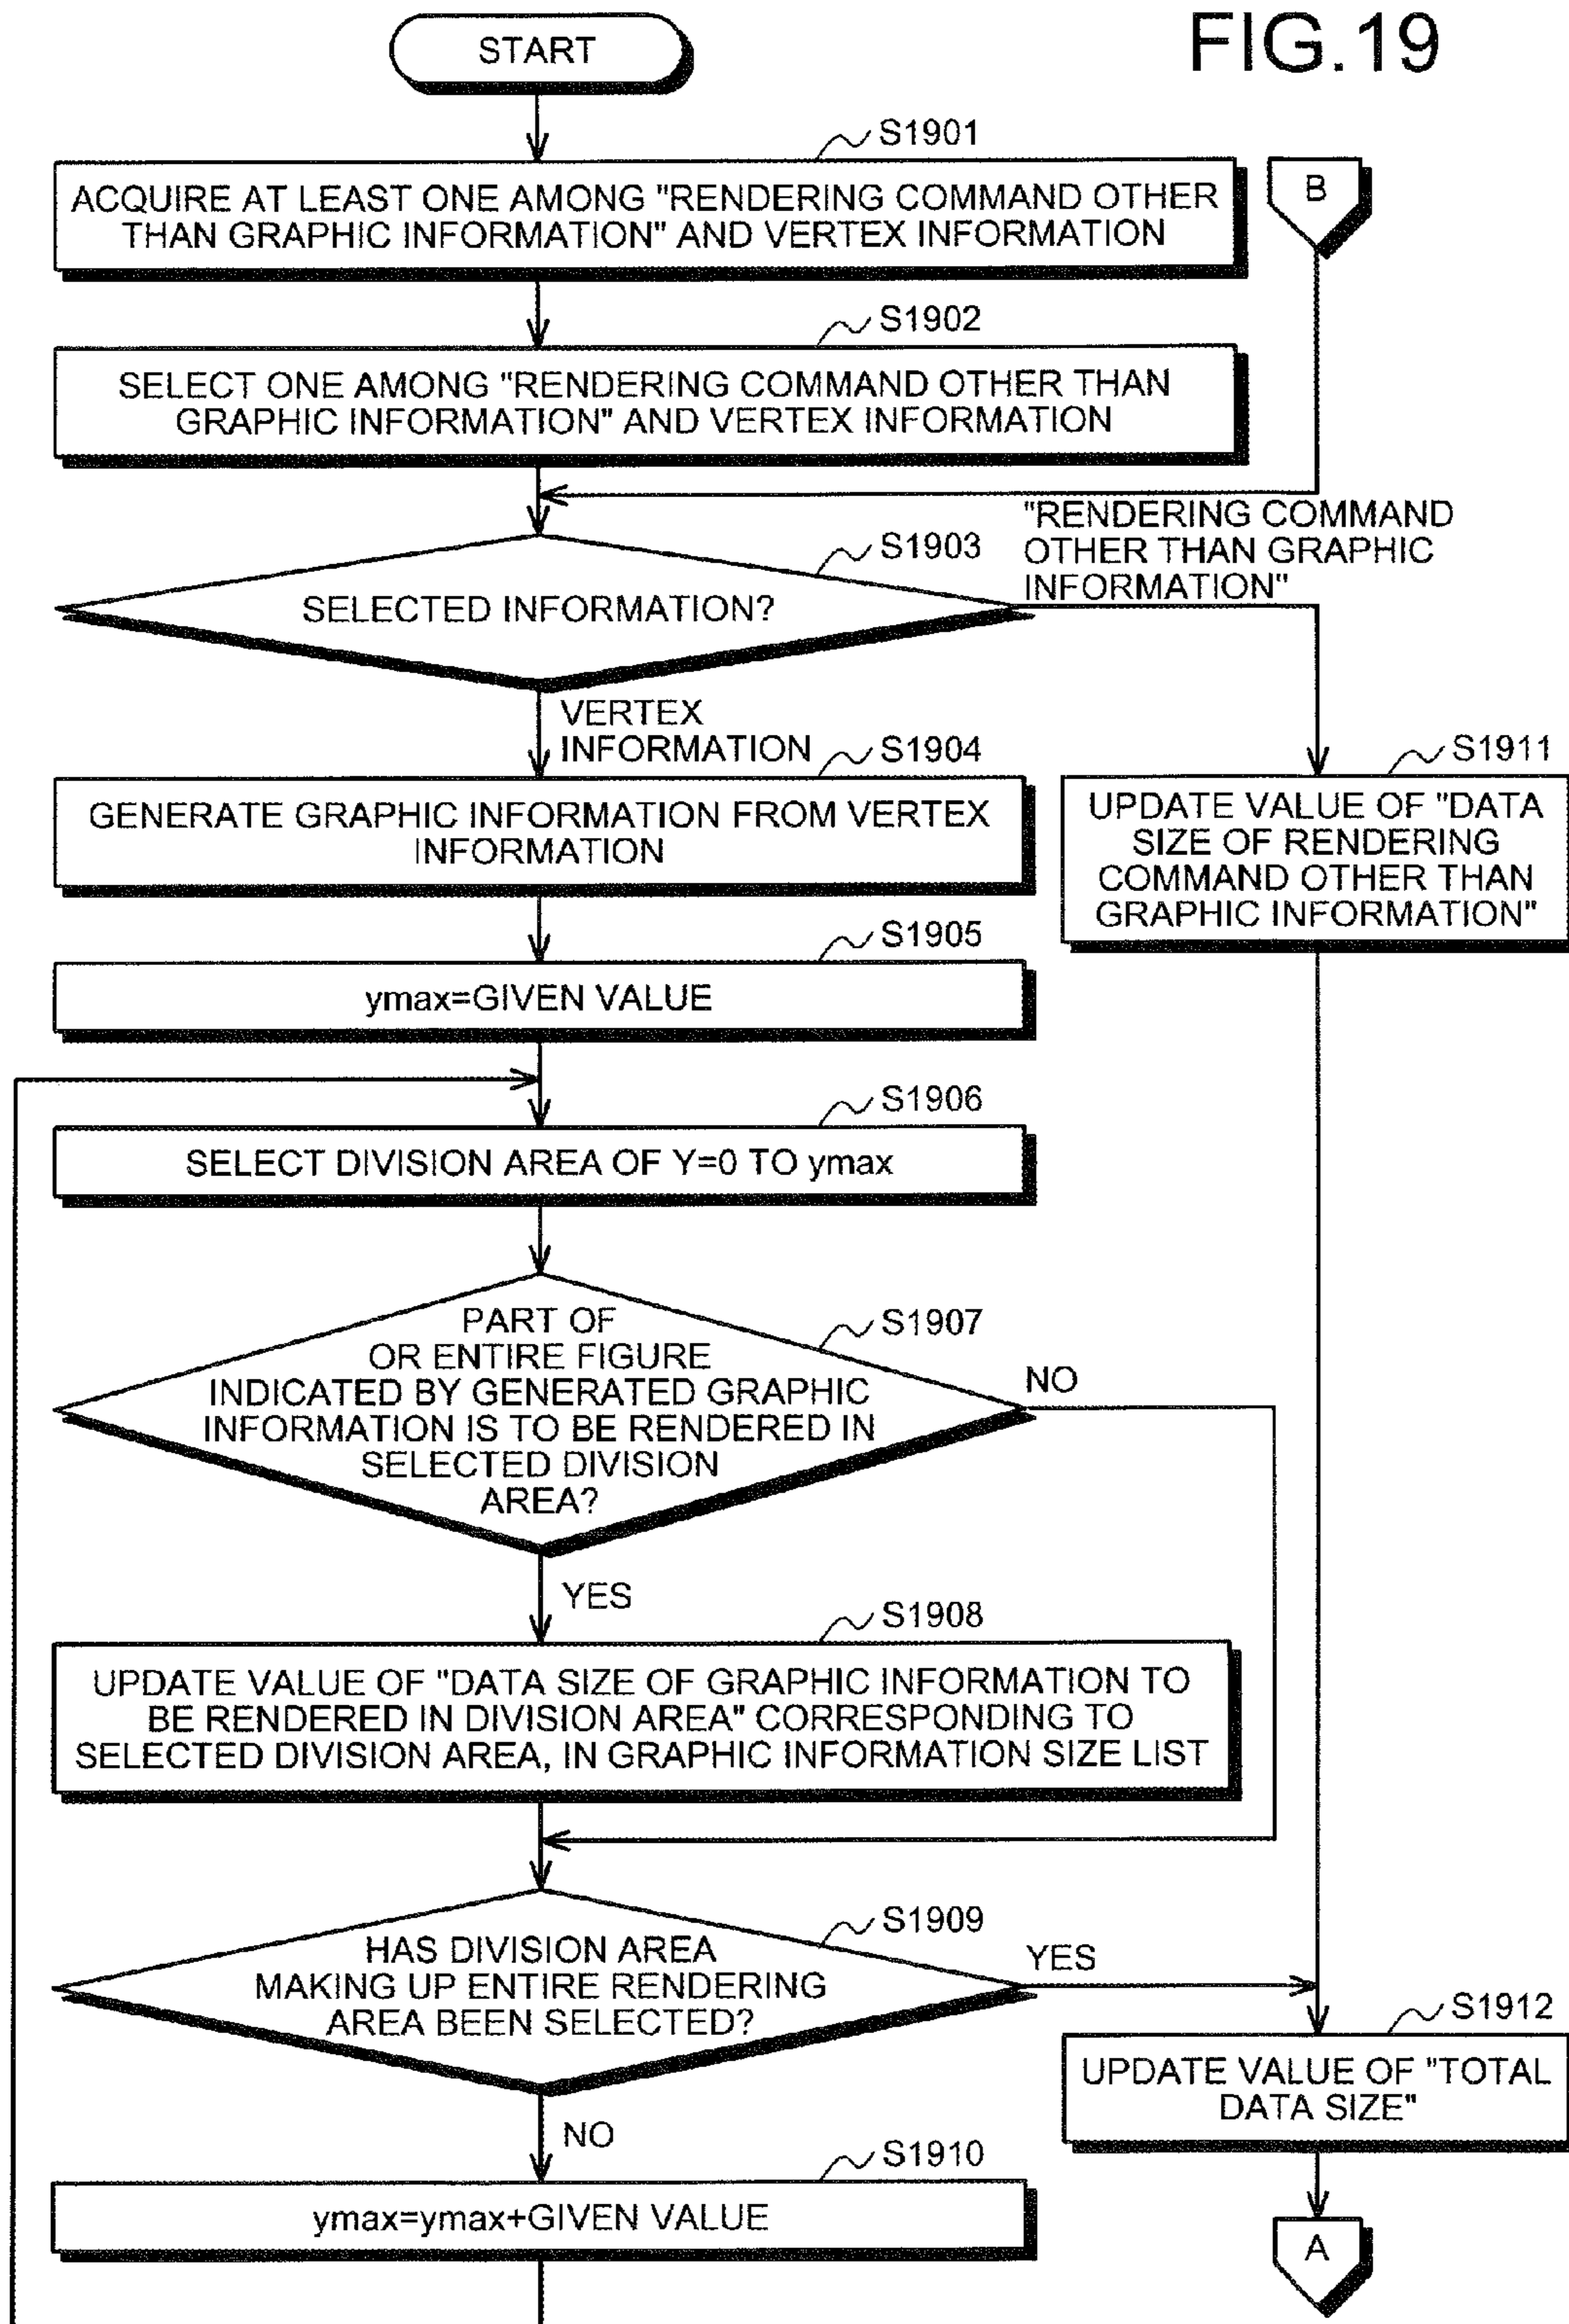 FIG.19
START
S1901
ACQUIRE AT LEAST ONE AMONG "RENDERING COMMAND OTHER
THAN GRAPHIC INFORMATION" AND VERTEX INFORMATION
B
S1902
SELECT ONE AMONG "RENDERING COMMAND OTHER THAN
GRAPHIC INFORMATION" AND VERTEX INFORMATION
S1903
SELECTED INFORMATION?
"RENDERING COMMAND
OTHER THAN GRAPHIC
INFORMATION"
VERTEX
INFORMATION
S1904
GENERATE GRAPHIC INFORMATION FROM VERTEX
INFORMATION
S1911
UPDATE VALUE OF "DATA
SIZE OF RENDERING
COMMAND OTHER THAN
GRAPHIC INFORMATION"
S1905
ymax=GIVEN VALUE
S1906
SELECT DIVISION AREA OF Y=0 TO ymax
S1907
PART OF
OR ENTIRE FIGURE
INDICATED BY GENERATED GRAPHIC
INFORMATION IS TO BE RENDERED IN
SELECTED DIVISION
AREA?
NO
YES
S1908
UPDATE VALUE OF "DATA SIZE OF GRAPHIC INFORMATION TO
BE RENDERED IN DIVISION AREA" CORRESPONDING TO
SELECTED DIVISION AREA, IN GRAPHIC INFORMATION SIZE LIST
S1909
HAS DIVISION AREA
MAKING UP ENTIRE RENDERING
AREA BEEN SELECTED?
YES
NO
S1912
UPDATE VALUE OF "TOTAL
DATA SIZE"
S1910
ymax=ymax+GIVEN VALUE
A